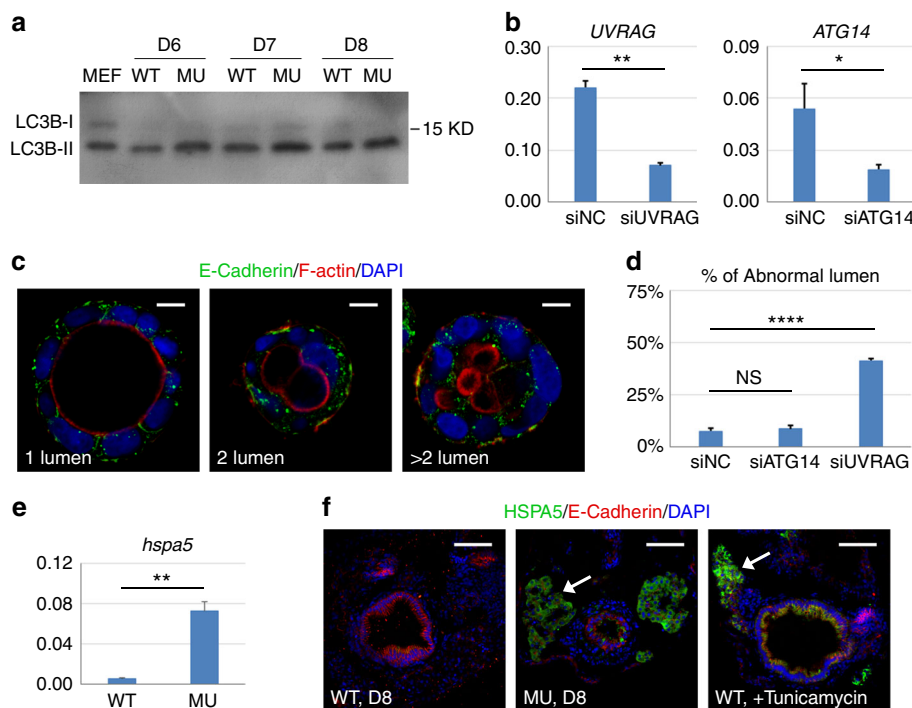 a
D6 D7 D8
MEF WT MU WT MU WT MU
LC3B-I
LC3B-II
15 KD
b
UVRAG
0.30
0.20
0.10
0.00
**
siNC siUVRAG
ATG14
0.09
0.06
0.03
0.00
*
siNC siATG14
c
E-Cadherin/F-actin/DAPI
1 lumen
2 lumen
>2 lumen
d
% of Abnormal lumen
75%
50%
25%
0%
****
NS
siNC siATG14 siUVRAG
e
hspa5
0.12
0.08
0.04
0.00
**
WT MU
f
HSPA5/E-Cadherin/DAPI
WT, D8
MU, D8
WT, +Tunicamycin